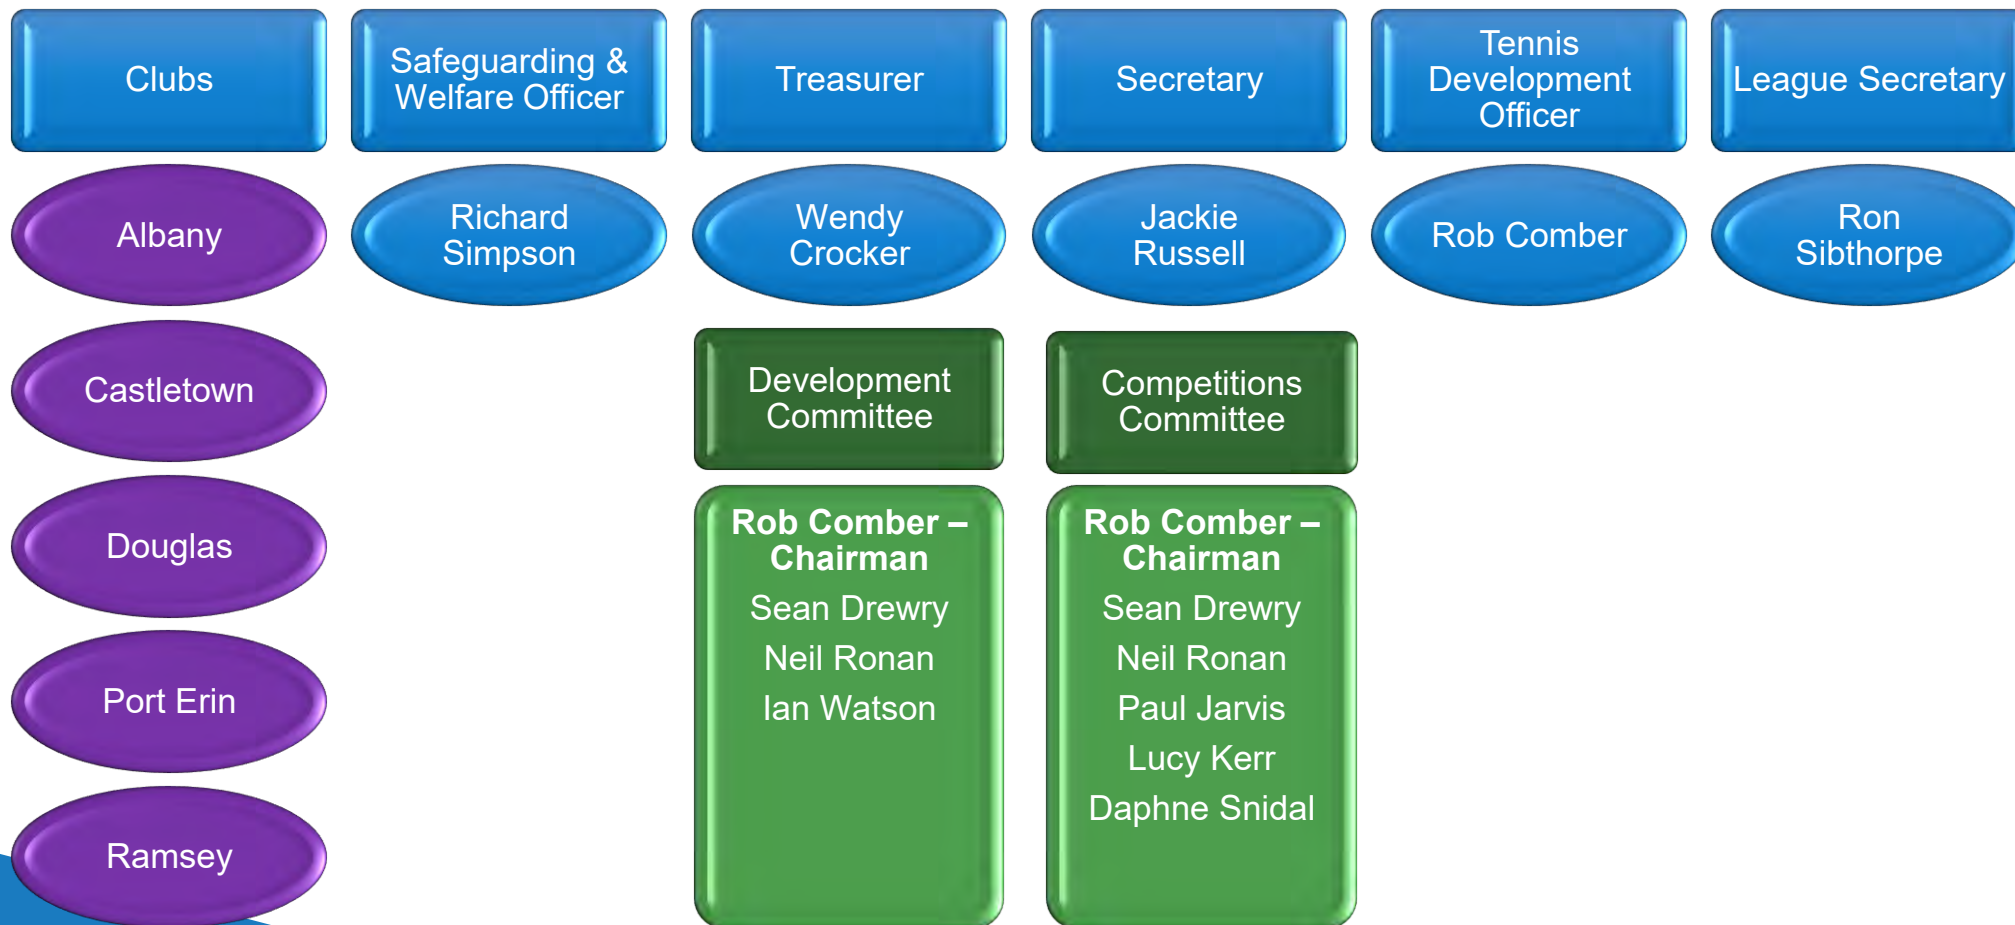 Clubs
Safeguarding &
Welfare Officer
Treasurer
Secretary
Tennis
Development
Officer
League Secretary
Albany
Richard
Simpson
Wendy
Crocker
Jackie
Russell
Rob Comber
Ron
Sibthorpe
Castletown
Douglas
Port Erin
Ramsey
Development
Committee
Rob Comber –
Chairman
Sean Drewry
Neil Ronan
Ian Watson
Competitions
Committee
Rob Comber –
Chairman
Sean Drewry
Neil Ronan
Paul Jarvis
Lucy Kerr
Daphne Snidal